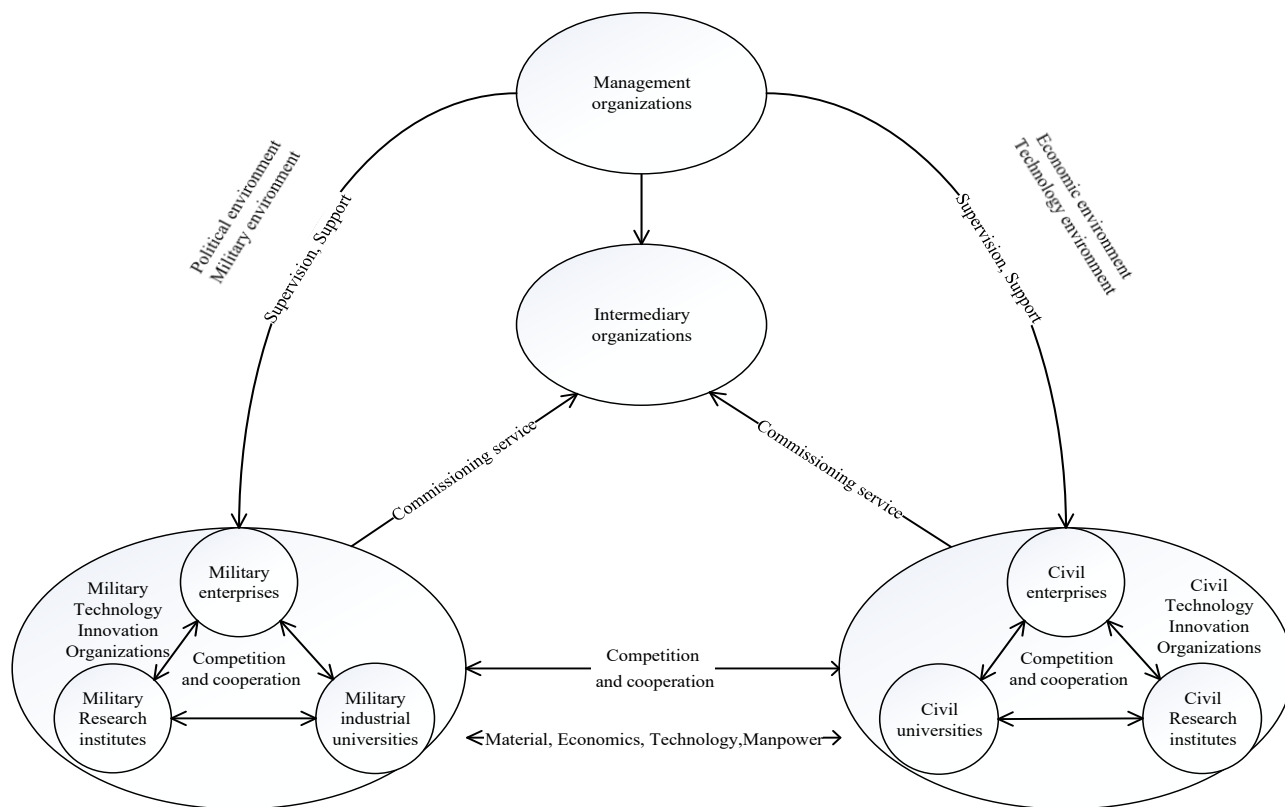 Management
organizations
Political environment
Military environment
Economic environment
Technology environment
Supervision, Support
Supervision, Support
Intermediary
organizations
Commissioning service
Commissioning service
Military
Technology
Innovation
Organizations
Military
enterprises
Competition
and cooperation
Military
Research
institutes
Military
industrial
universities
Competition
and cooperation
Material, Economics, Technology,Manpower
Civil
enterprises
Civil
Technology
Innovation
Organizations
Competition
and cooperation
Civil
universities
Civil
Research
institutes